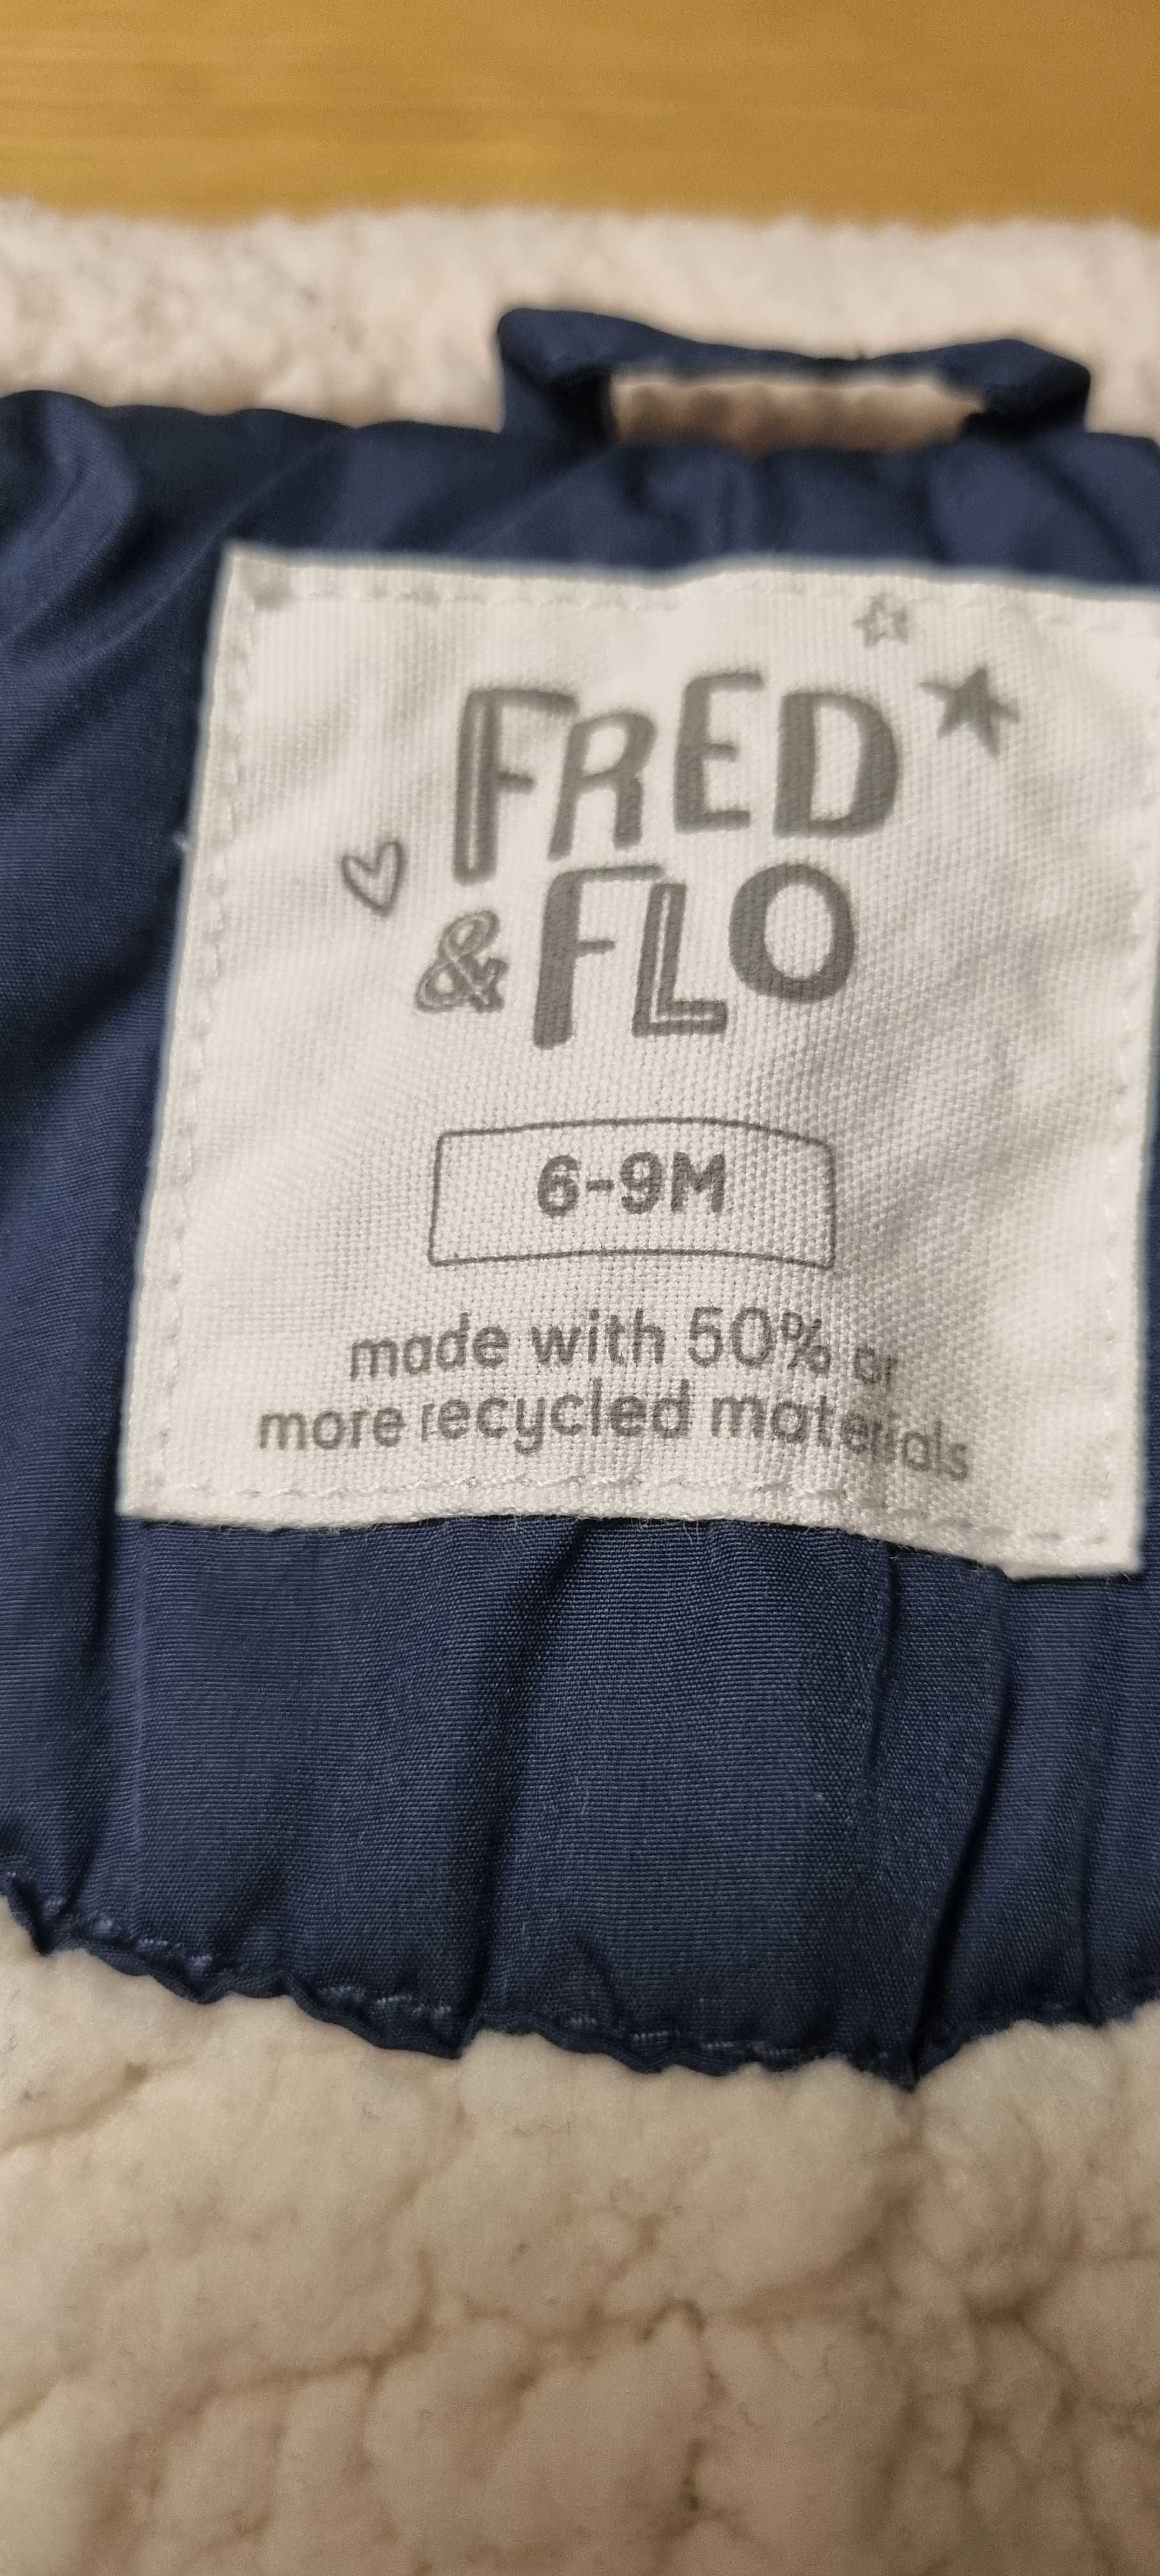 FRED
& FLO
6-9M
made with 50% or
more recycled materials